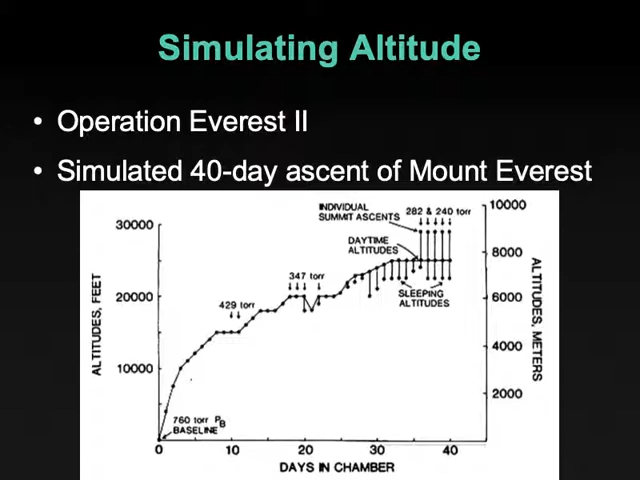 Simulating Altitude
• Operation Everest II
• Simulated 40-day ascent of Mount Everest
INDIVIDUAL
SUMMIT ASCENTS
282 & 240 torr
10000
30000
DAYTIME
ALTITUDES
8000
347 torr
SLEEPING
ALTITUDES
ALTITUDES, FEET
20000
6000
ALTITUDES, METERS
429 torr
4000
10000
2000
760 torr PB
BASELINE
0
0
10
20
30
40
DAYS IN CHAMBER